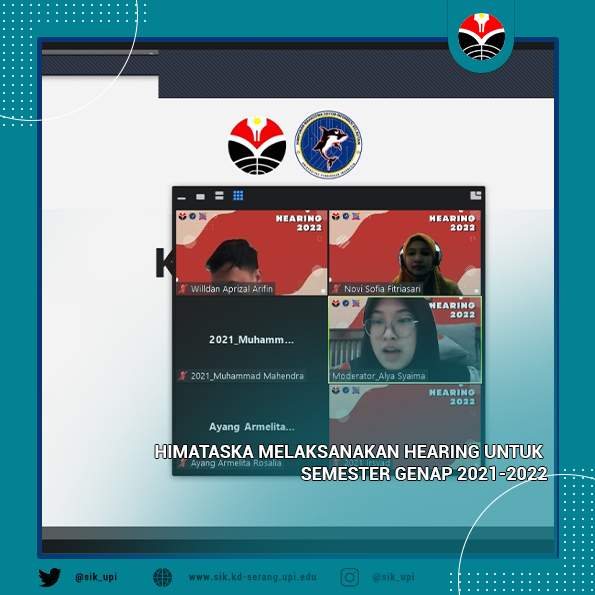 HEARING
2022
Willdan Aprizal Arifin
HEARING
2022
Novi Sofia Fitriasari
2021_Muhamm...
2021_Muhammad Mahendra
HEARING
2022
Moderator_Alya Syaima
Ayang Armelita...
Ayang Armelita Rosalia
HEARING
2022
HIMATASKA MELAKSANAKAN HEARING UNTUK
SEMESTER GENAP 2021-2022
@sik_upi
www.sik.kd-serang.upi.edu
@sik_upi